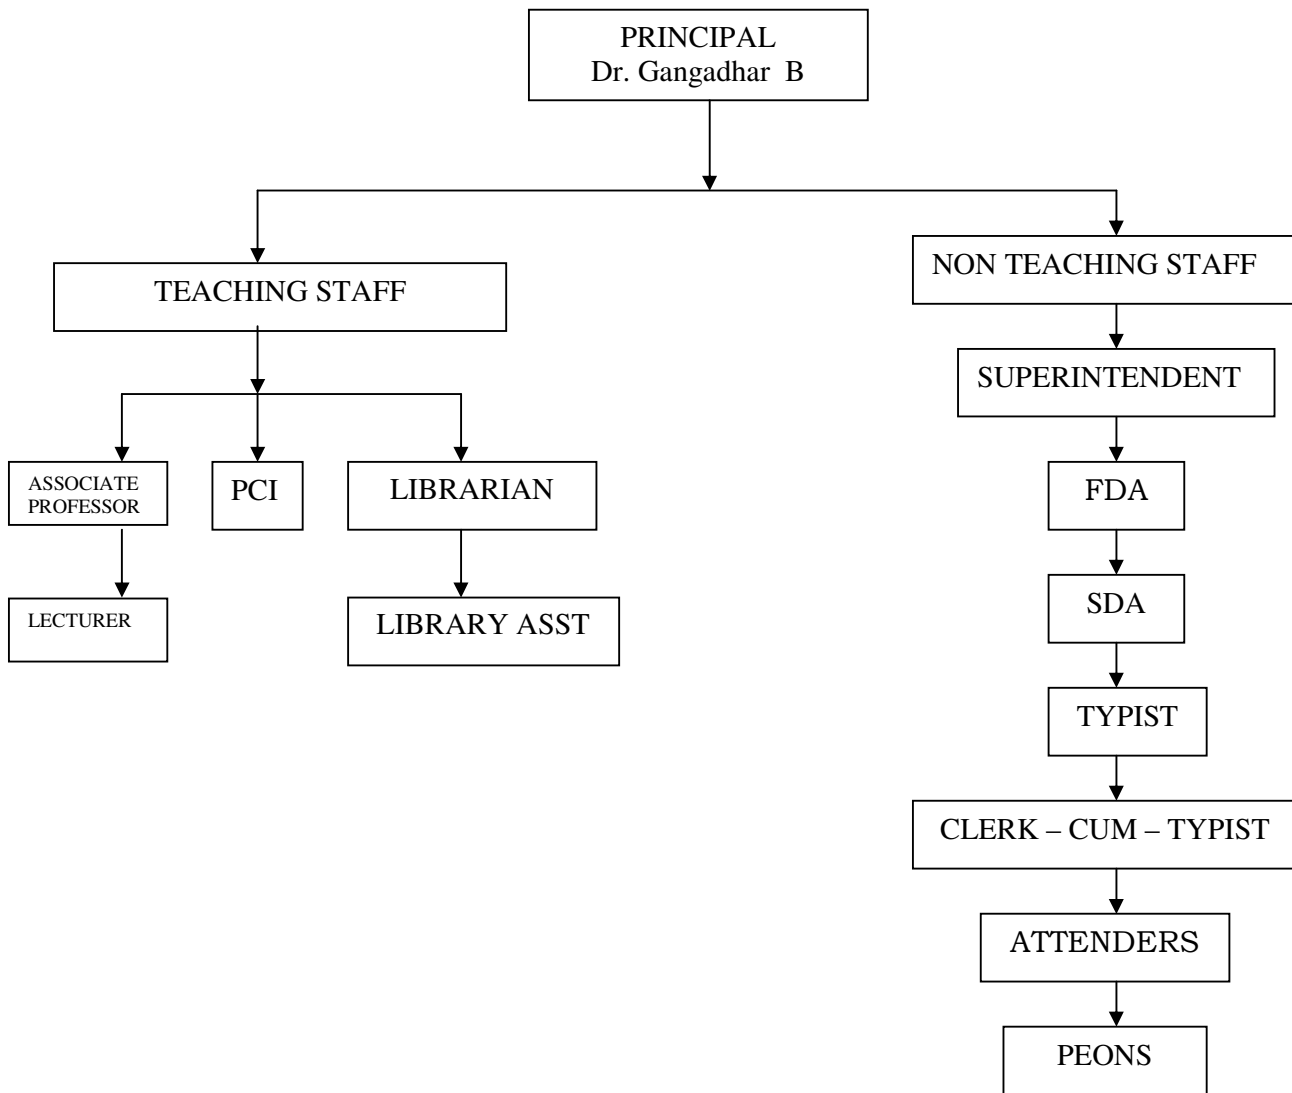 PRINCIPAL
Dr. Gangadhar  B
NON TEACHING STAFF
TEACHING STAFF
SUPERINTENDENT
ASSOCIATE
PROFESSOR
PCI
LIBRARIAN
FDA
LECTURER
LIBRARY ASST
SDA
TYPIST
CLERK – CUM – TYPIST
ATTENDERS
PEONS